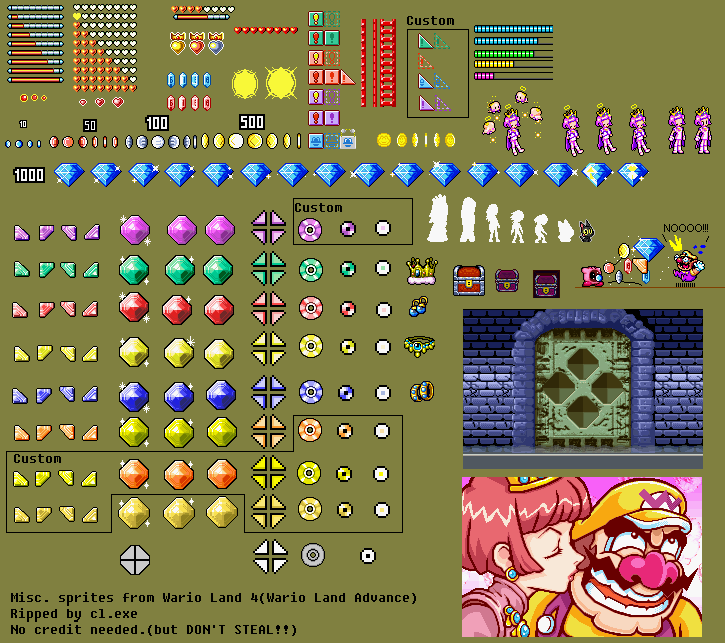 Custom
10
50
100
500
1000
Custom
NOOOO!!!
Custom
Misc. sprites from Wario Land 4(Wario Land Advance)
Ripped by cl.exe
No credit needed.(but DON'T STEAL!!)